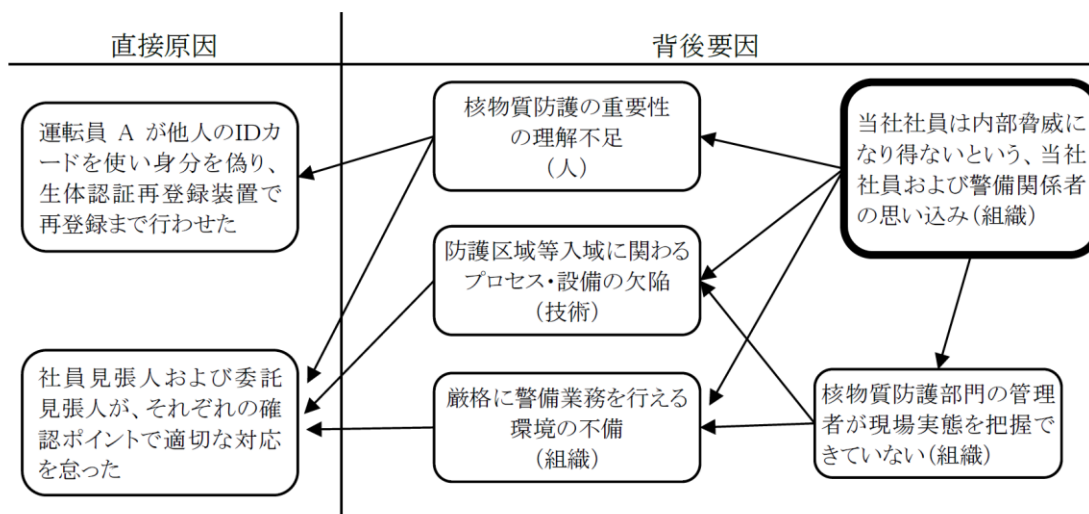 直接原因
背後要因
運転員 A が他人のIDカ
ードを使い身分を偽り、
生体認証再登録装置で
再登録まで行わせた
社員見張人および委託
見張人が、それぞれの確
認ポイントで適切な対応
を怠った
核物質防護の重要性
の理解不足
(人)
防護区域等入域に関わる
プロセス・設備の欠陥
(技術)
厳格に警備業務を行える
環境の不備
(組織)
当社社員は内部脅威に
なり得ないという、当社
社員および警備関係者
の思い込み(組織)
核物質防護部門の管理
者が現場実態を把握で
きていない(組織)